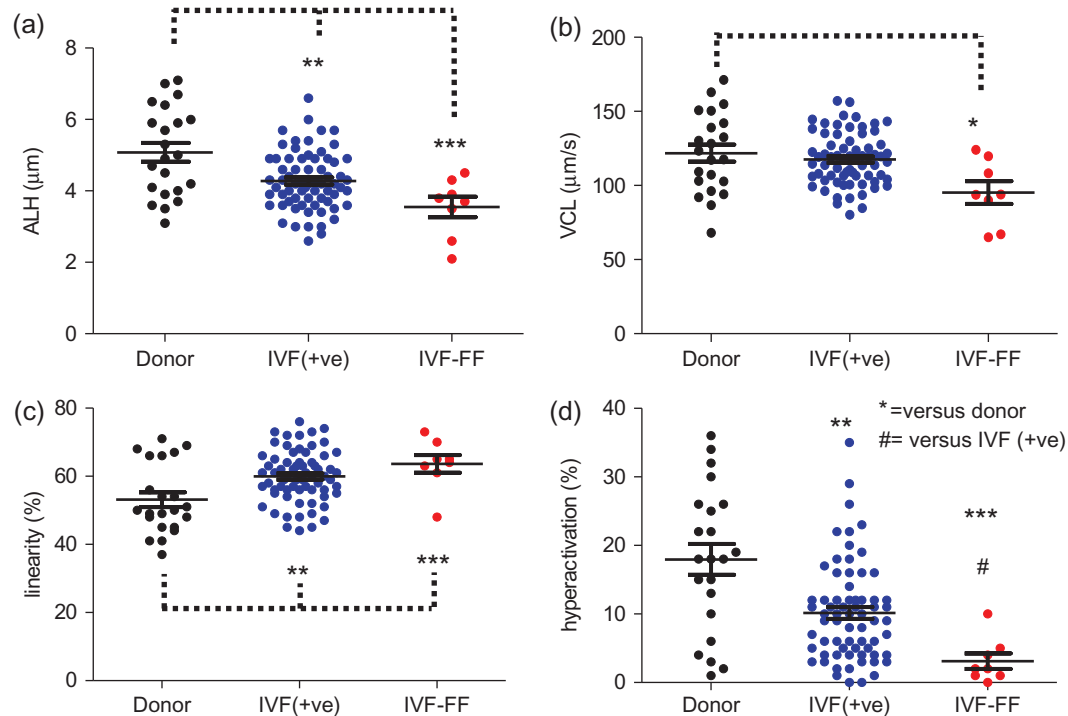 (a)
8
6
4
2
0
ALH (μm)
**
***
Donor
IVF(+ve)
IVF-FF
(b)
200
150
100
50
0
VCL (μm/s)
*
Donor
IVF(+ve)
IVF-FF
(c)
80
60
40
20
0
linearity (%)
**
***
Donor
IVF(+ve)
IVF-FF
(d)
40
30
20
10
0
hyperactivation (%)
**
*=versus donor
#= versus IVF (+ve)
***
#
Donor
IVF(+ve)
IVF-FF